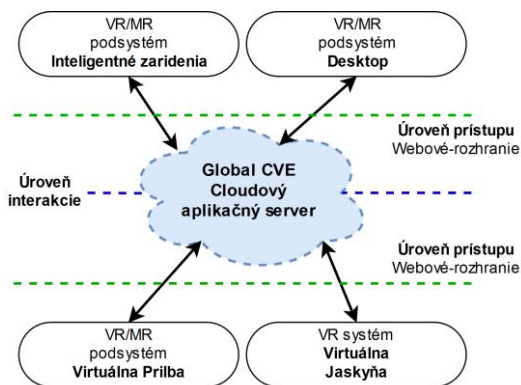 VR/MR
podsystém
Inteligentné zaridenia
VR/MR
podsystém
Desktop
Úroveň prístupu
Webové-rozhranie
Global CVE
Cloudový
aplikačný server
Úroveň
interakcie
Úroveň prístupu
Webové-rozhranie
VR/MR
podsystém
Virtuálna Prilba
VR systém
Virtuálna
Jaskyňa